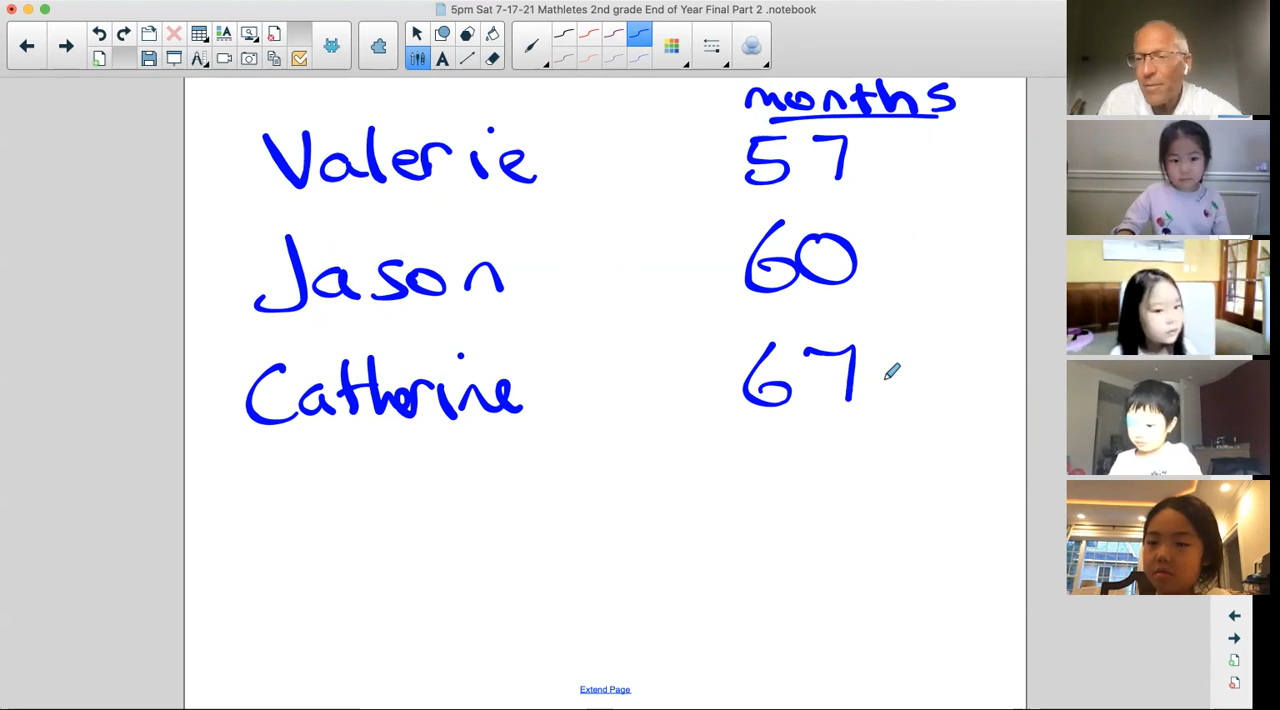 5pm Sat 7-17-21 Mathletes 2nd grade End of Year Final Part 2 .notebook
months
Valerie 57
Jason 60
Catherine 67
Extend Page